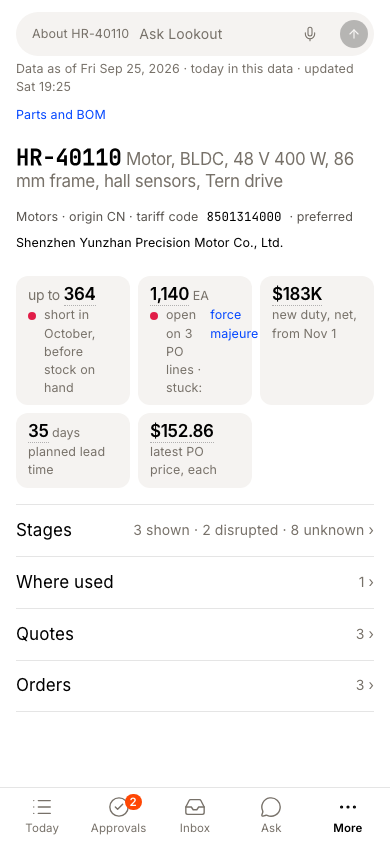 About HR-40110 Ask Lookout
Data as of Fri Sep 25, 2026 · today in this data · updated
Sat 19:25
Parts and BOM
HR-40110 Motor, BLDC, 48 V 400 W, 86
mm frame, hall sensors, Tern drive
Motors · origin CN · tariff code 8501314000 · preferred
Shenzhen Yunzhan Precision Motor Co., Ltd.
up to 364
short in
October,
before
stock on
hand
1,140 EA
open
on 3
PO
lines ·
stuck:
force
majeure
$183K
new duty, net,
from Nov 1
35 days
planned lead
time
$152.86
latest PO
price, each
Stages 3 shown · 2 disrupted · 8 unknown ›
Where used 1 ›
Quotes 3 ›
Orders 3 ›
2
Today Approvals Inbox Ask More